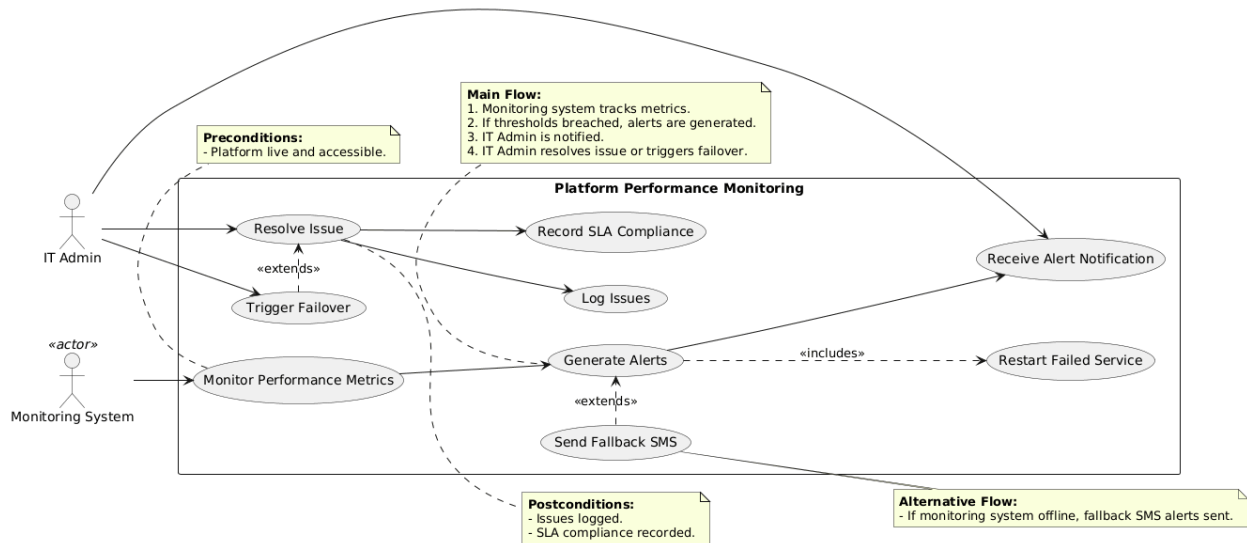 Main Flow:
1. Monitoring system tracks metrics.
2. If thresholds breached, alerts are generated.
3. IT Admin is notified.
4. IT Admin resolves issue or triggers failover.
Preconditions:
- Platform live and accessible.
Platform Performance Monitoring
IT Admin
Resolve Issue
Record SLA Compliance
Receive Alert Notification
«extends»
Trigger Failover
Log Issues
«actor»
Monitoring System
Monitor Performance Metrics
Generate Alerts
«includes»
Restart Failed Service
«extends»
Send Fallback SMS
Postconditions:
- Issues logged.
- SLA compliance recorded.
Alternative Flow:
- If monitoring system offline, fallback SMS alerts sent.